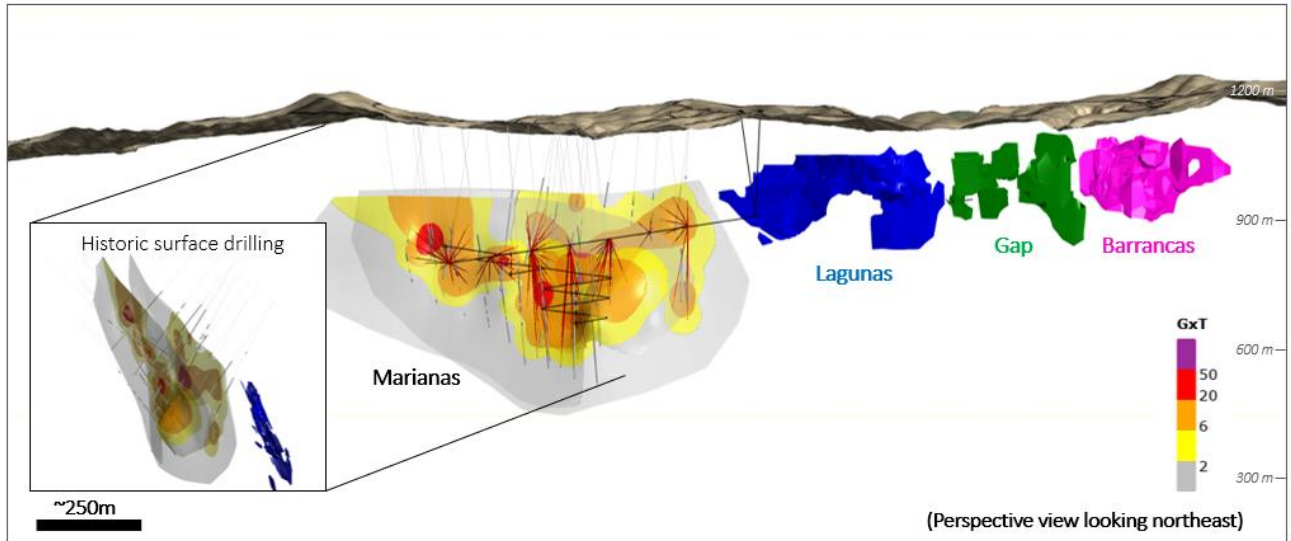 1200 m
Historic surface drilling
900 m
Lagunas
Gap
Barrancas
GxT
50
20
6
2
600 m
Marianas
300 m
~250m
(Perspective view looking northeast)